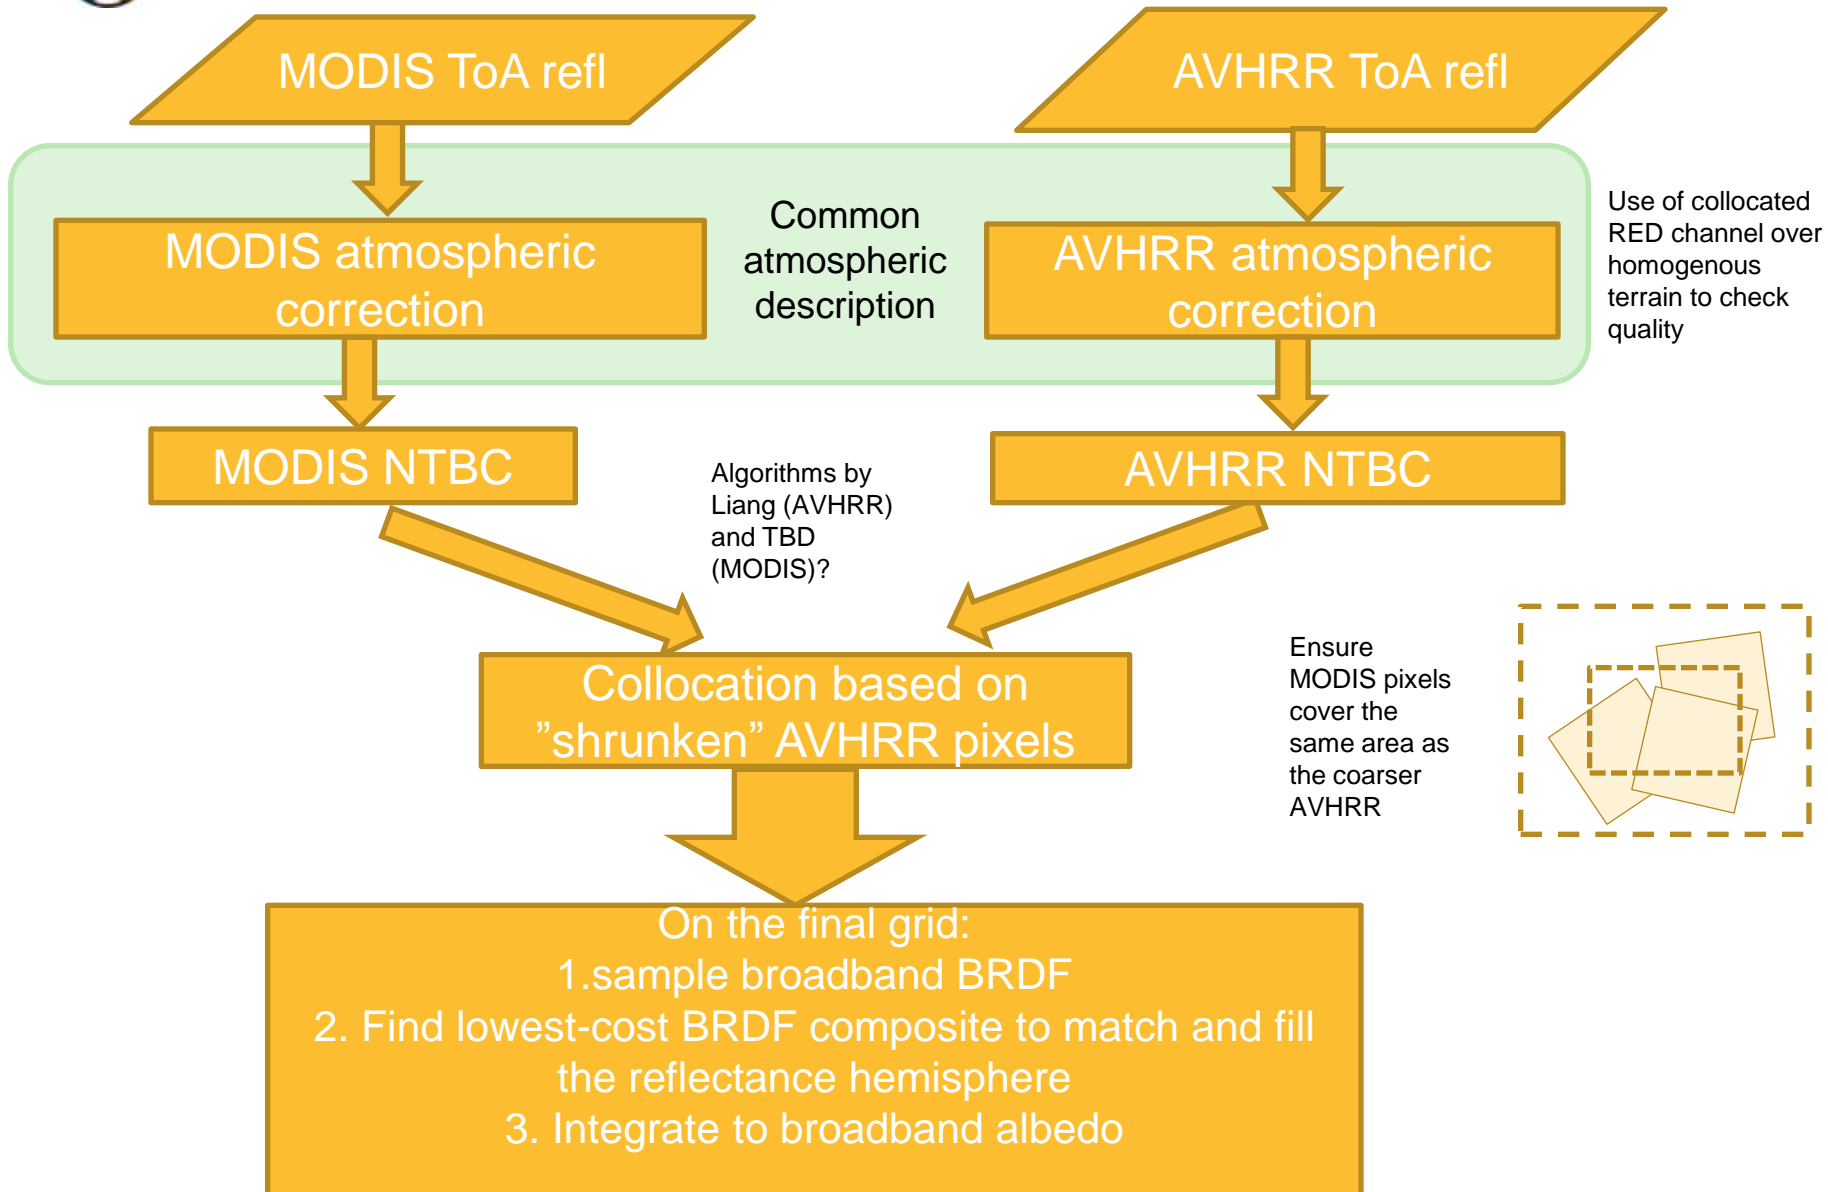 MODIS ToA refl
AVHRR ToA refl
MODIS atmospheric
correction
Common
atmospheric
description
AVHRR atmospheric
correction
Use of collocated
RED channel over
homogenous
terrain to check
quality
MODIS NTBC
Algorithms by
Liang (AVHRR)
and TBD
(MODIS)?
AVHRR NTBC
Collocation based on
”shrunken” AVHRR pixels
Ensure
MODIS pixels
cover the
same area as
the coarser
AVHRR
On the final grid:
1.sample broadband BRDF
2. Find lowest-cost BRDF composite to match and fill
the reflectance hemisphere
3. Integrate to broadband albedo